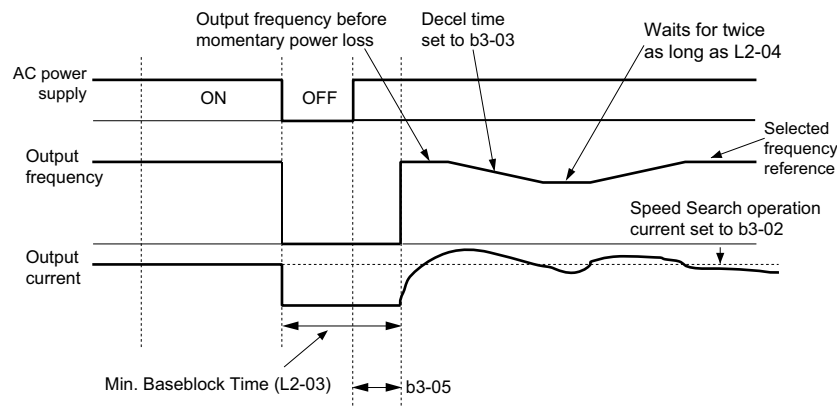 Output frequency before
momentary power loss
Decel time
set to b3-03
Waits for twice
as long as L2-04
AC power
supply
ON
OFF
Output
frequency
Selected
frequency
reference
Speed Search operation
current set to b3-02
Output
current
Min. Baseblock Time (L2-03)
b3-05